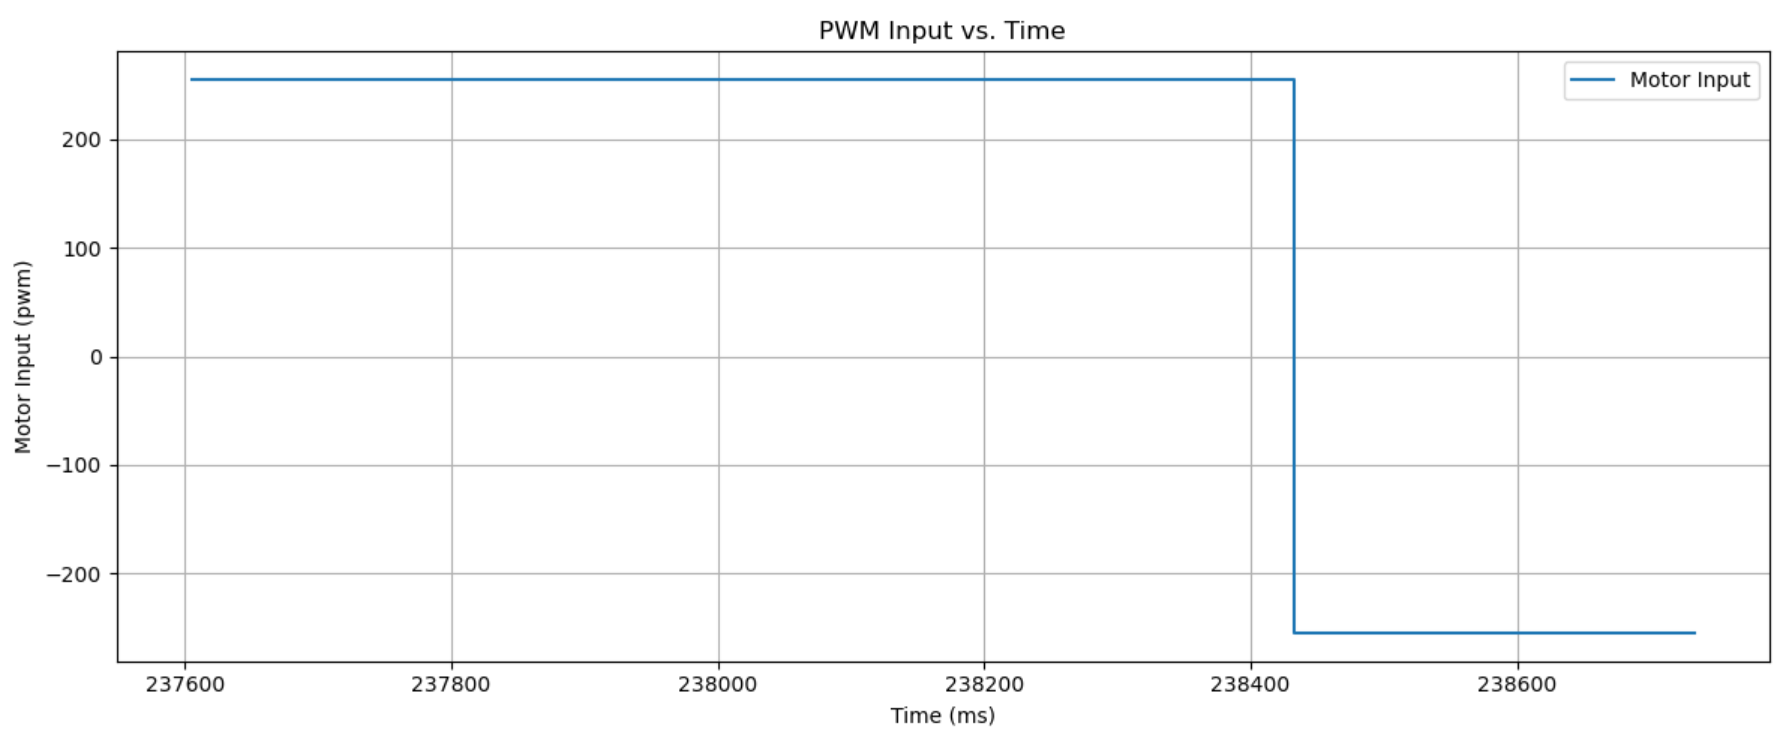 PWM Input vs. Time
Motor Input
200
100
0
−100
−200
Motor Input (pwm)
237600 237800 238000 238200 238400 238600
Time (ms)